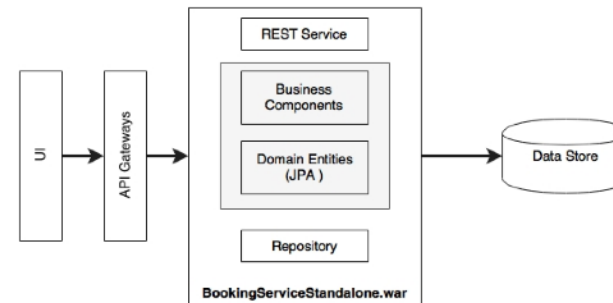 UI
API Gateways
REST Service
Business
Components
Domain Entities
(JPA )
Repository
BookingServiceStandalone.war
Data Store